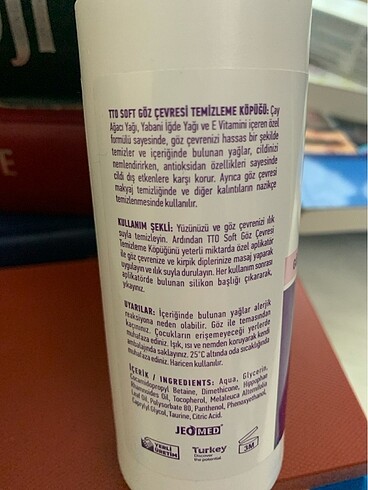 TTO SOFT GÖZ ÇEVRESİ TEMİZLEME KÖPÜĞÜ: Çay
Ağacı Yağı, Yabani İğde Yağı ve E Vitamini içeren özel
formülü sayesinde, göz çevrenizi hassas bir şekilde
temizler ve içeriğinde bulunan yağlar, cildinizi
nemlendirirken, antioksidan özellikleri sayesinde
cildi dış etkenlere karşı korur. Ayrıca göz çevresi
makyaj temizliğinde ve diğer kalıntıların nazikçe
temizlenmesinde kullanılır.
KULLANIM ŞEKLİ: Yüzünüzü ve göz çevrenizi ılık
suyla temizleyin. Ardından TTO Soft Göz Çevresi
Temizleme Köpüğünü yeterli miktarda özel aplikatör
ile göz çevrenize ve kirpik diplerinize masaj yaparak
uygulayın ve ılık suyla durulayın. Her kullanım sonrası
aplikatörde bulunan silikon başlığı çıkararak,
yıkayınız.
UYARILAR: İçeriğinde bulunan yağlar alerjik
reaksiyona neden olabilir. Göz ile temasından
kaçınınız. Çocukların erişemeyeceği yerlerde
muhafaza ediniz. Işık, ısı ve nemden koruyarak kendi
ambalajında saklayınız. 25°C altında oda sıcaklığında
muhafaza ediniz. Haricen kullanılır.
İÇERİK / INGREDIENTS: Aqua, Glycerin,
Cocamidopropyl Betaine, Dimethicone, Hippophae
Rhamnoides Oil, Tocopherol, Melaleuca Alternifolia
Leaf Oil, Polysorbate 80, Panthenol, Phenoxyethanol,
Caprylyl Glycol, Taurine, Citric Acid.
JEOMED
YERLİ
ÜRETİM
Turkey
Discover
the potential
3M